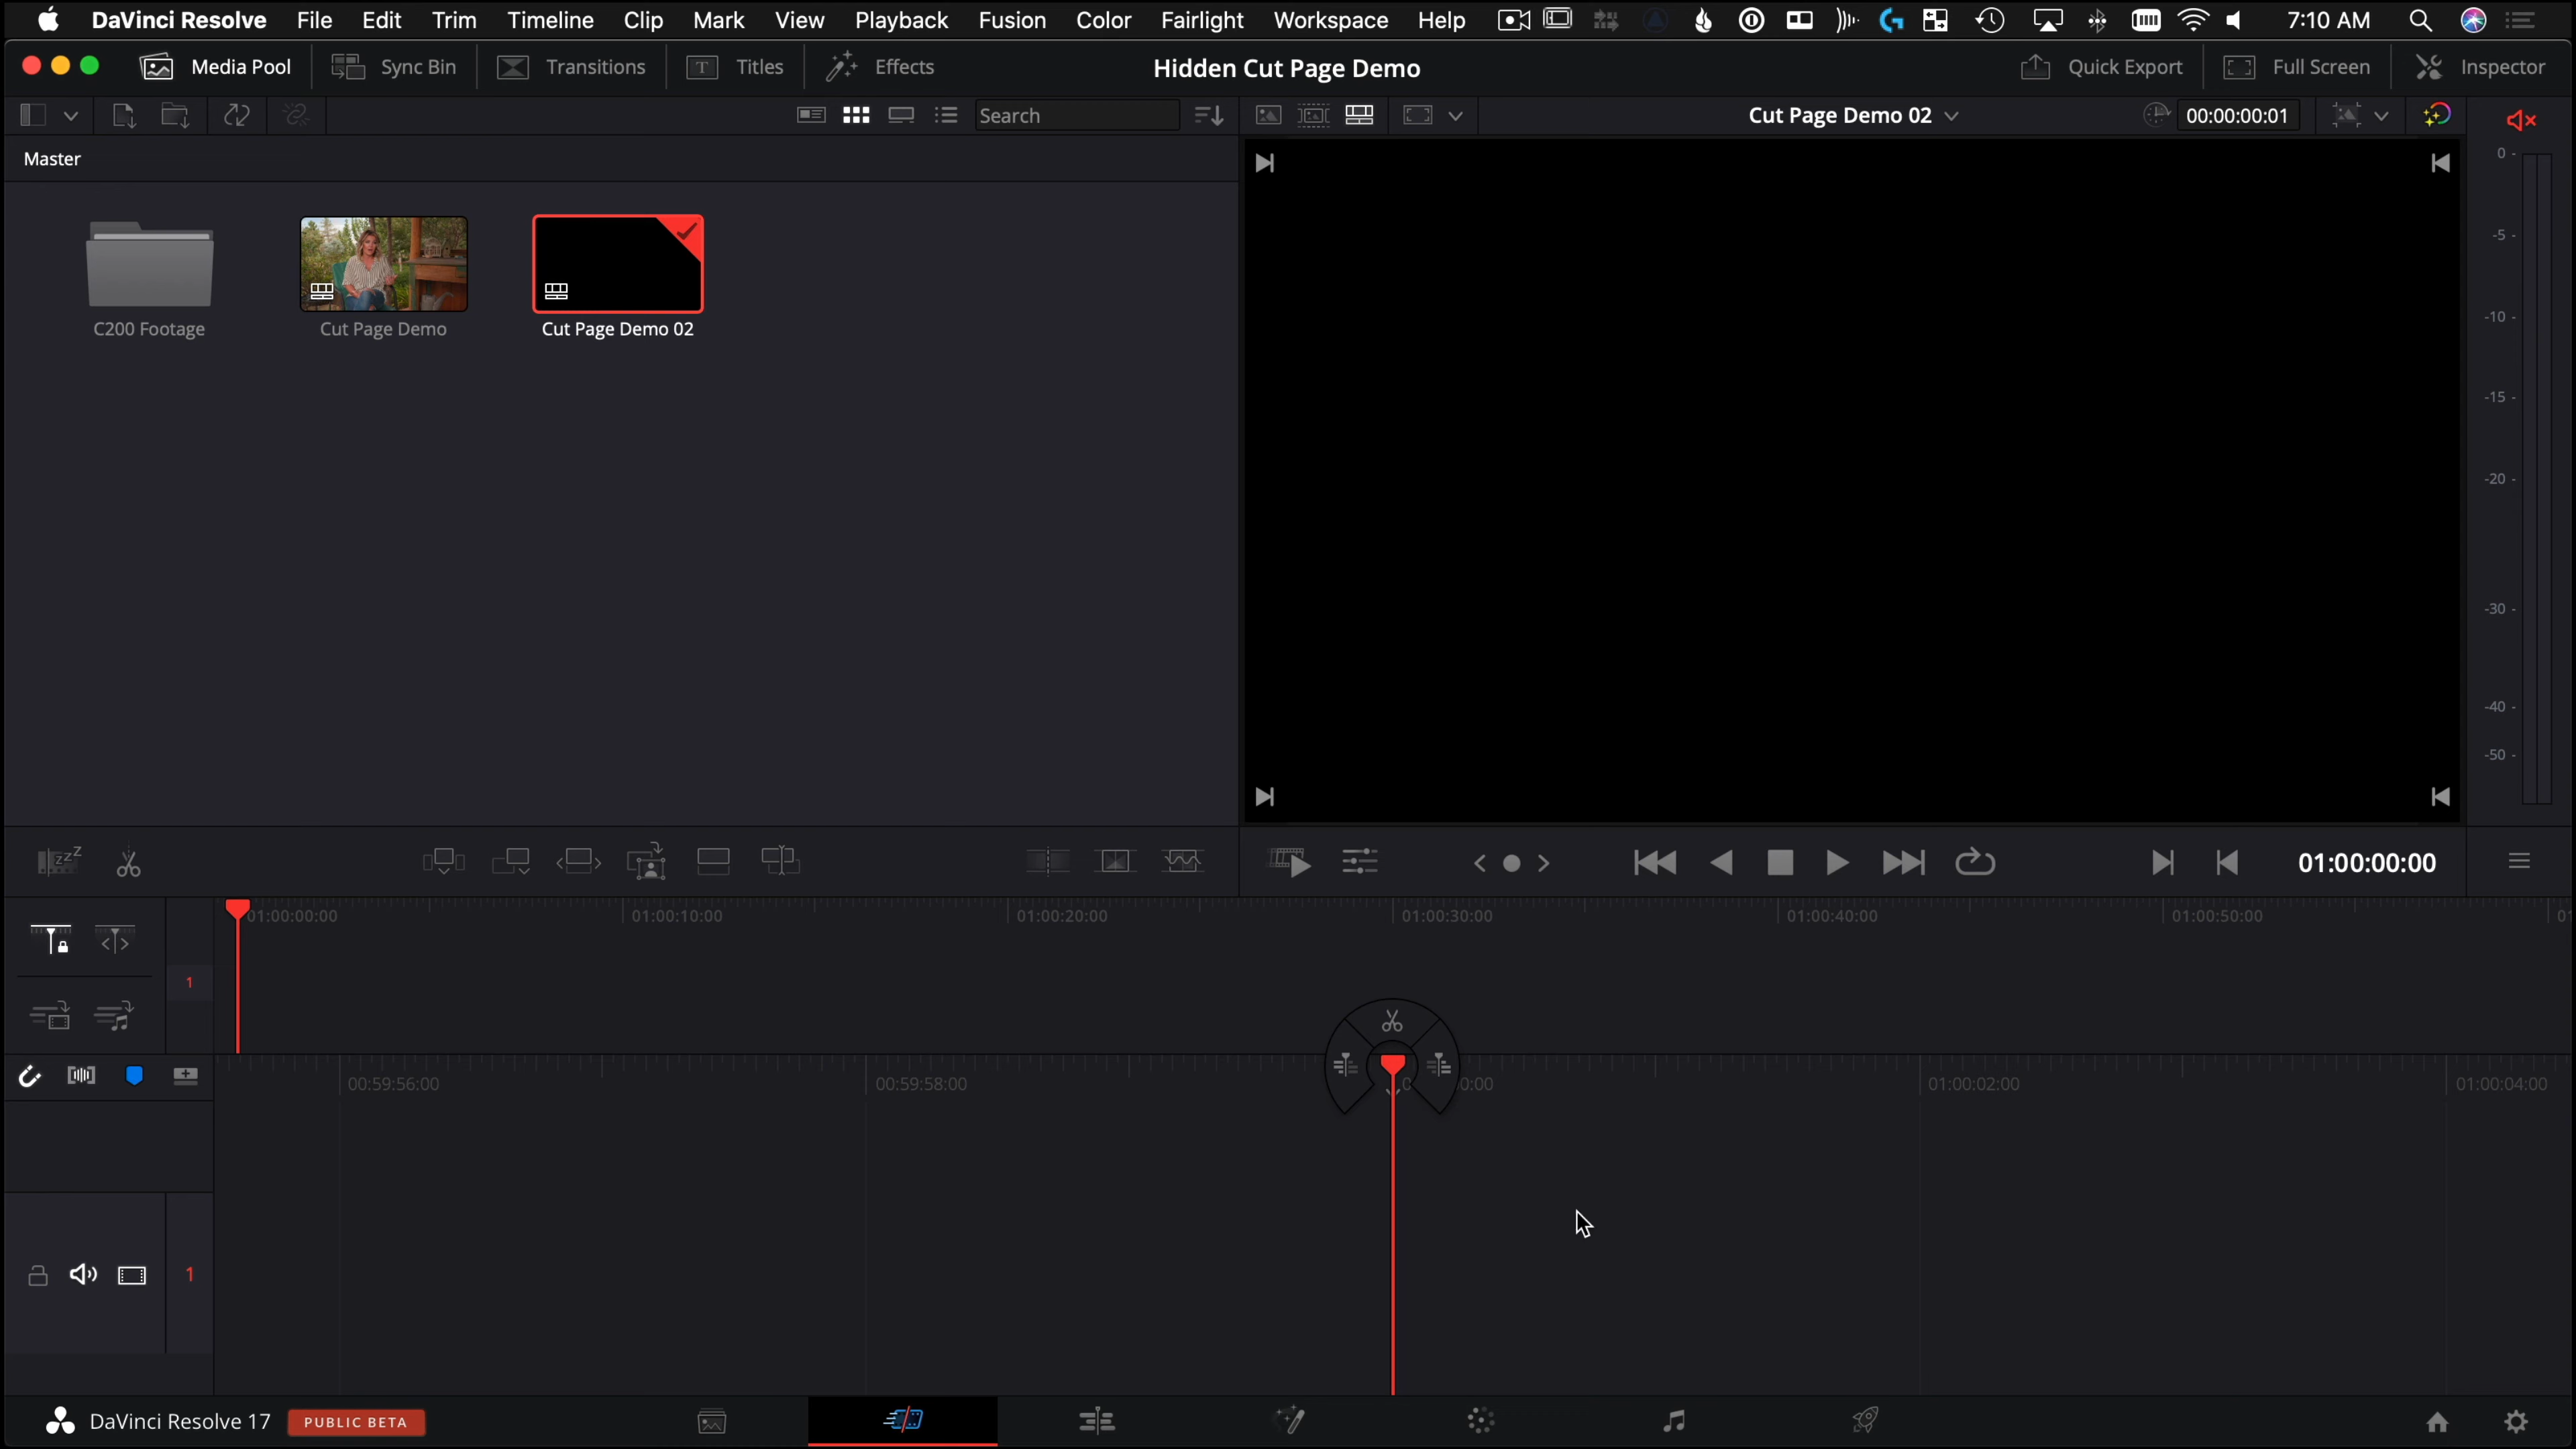 DaVinci Resolve File Edit Trim Timeline Clip Mark View Playback Fusion Color Fairlight Workspace Help 7:10 AM
Media Pool Sync Bin Transitions T Titles Effects Hidden Cut Page Demo Quick Export Full Screen Inspector
Search Cut Page Demo 02 00:00:00:01
Master
0 -
-5 -
-10 -
-15 -
-20 -
-30 -
-40 -
-50 -
C200 Footage Cut Page Demo Cut Page Demo 02
zzZ 01:00:00:00
01:00:00:00 01:00:10:00 01:00:20:00 01:00:30:00 01:00:40:00 01:00:50:00
1
00:59:56:00 00:59:58:00 01:00:02:00 01:00:04:00
1
DaVinci Resolve 17 PUBLIC BETA